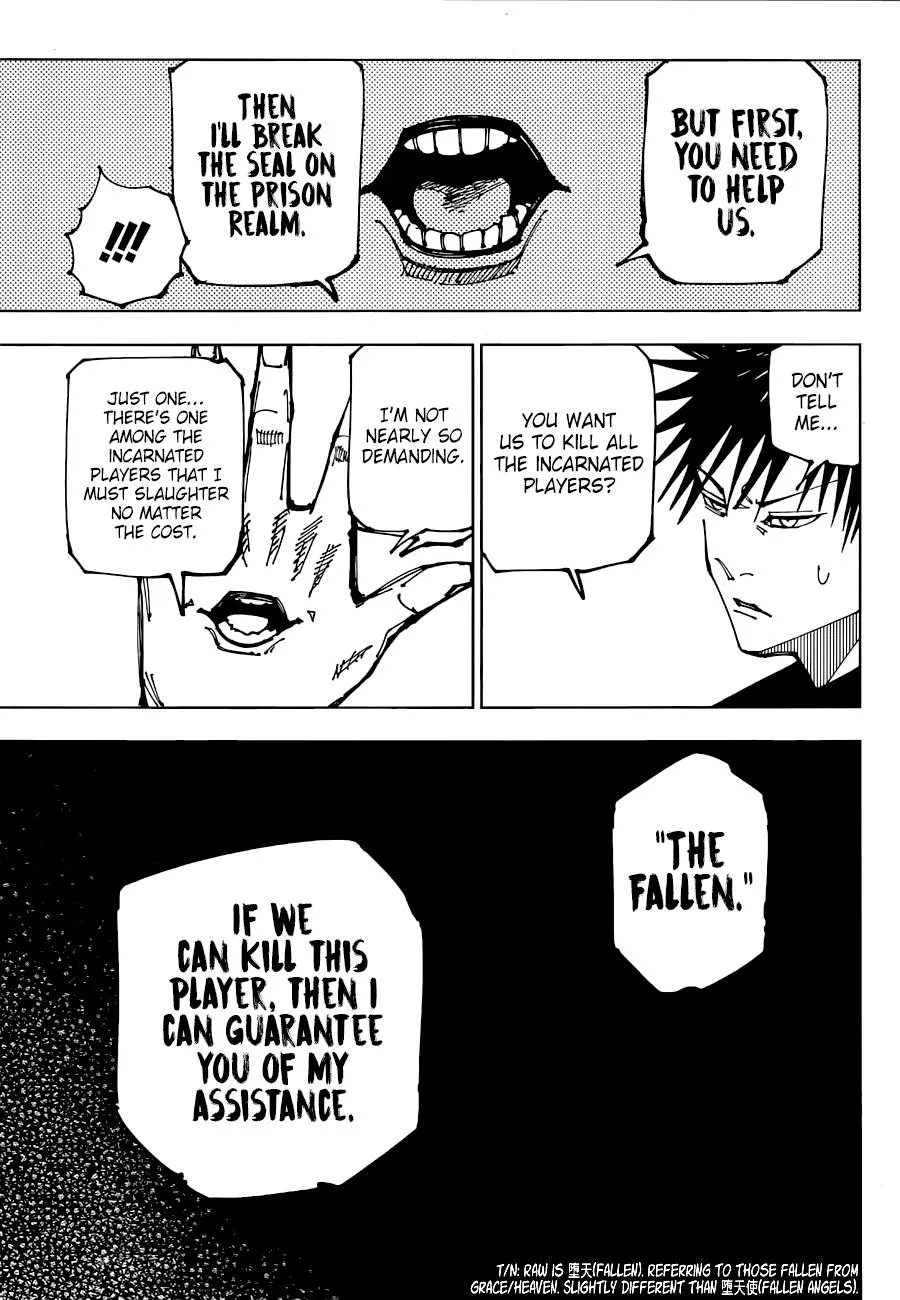 BUT FIRST,
YOU NEED
TO HELP
US.
THEN
I'LL BREAK
THE SEAL ON
THE PRISON
REALM.
!!!
DON'T
TELL
ME...
YOU WANT
US TO KILL ALL
THE INCARNATED
PLAYERS?
I'M NOT
NEARLY SO
DEMANDING.
JUST ONE...
THERE'S ONE
AMONG THE
INCARNATED
PLAYERS THAT I
MUST SLAUGHTER
NO MATTER
THE COST.
"THE
FALLEN."
IF WE
CAN KILL THIS
PLAYER, THEN I
CAN GUARANTEE
YOU OF MY
ASSISTANCE.
T/N: RAW IS 堕天(FALLEN). REFERRING TO THOSE FALLEN FROM
GRACE/HEAVEN. SLIGHTLY DIFFERENT THAN 堕天使(FALLEN ANGELS).